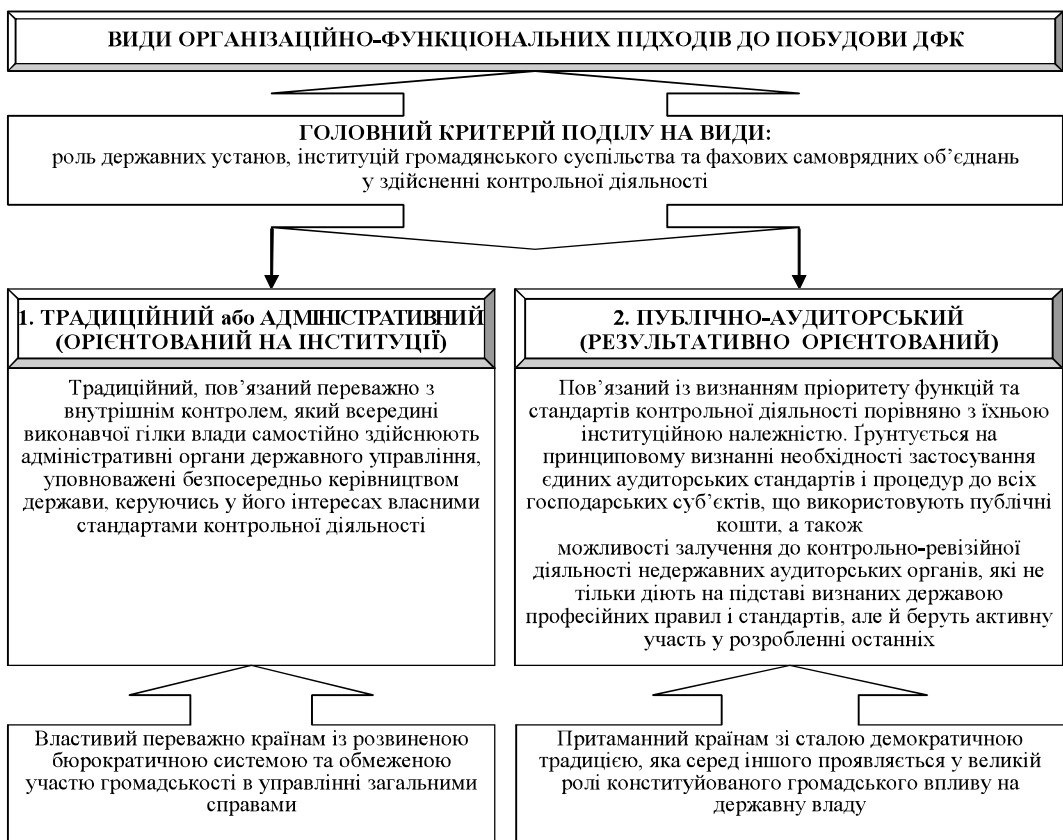 ВИДИ ОРГАНІЗАЦІЙНО-ФУНКЦІОНАЛЬНИХ ПІДХОДІВ ДО ПОБУДОВИ ДФК
ГОЛОВНИЙ КРИТЕРІЙ ПОДІЛУ НА ВИДИ:
роль державних установ, інституцій громадянського суспільства та фахових самоврядних об’єднань
у здійсненні контрольної діяльності
1. ТРАДИЦІЙНИЙ або АДМІНІСТРАТИВНИЙ
(ОРІЄНТОВАНИЙ НА ІНСТИТУЦІЇ)
Традиційний, пов’язаний переважно з
внутрішнім контролем, який всередині
виконавчої гілки влади самостійно здійснюють
адміністративні органи державного управління,
уповноважені безпосередньо керівництвом
держави, керуючись у його інтересах власними
стандартами контрольної діяльності
Властивий переважно країнам із розвиненою
бюрократичною системою та обмеженою
участю громадськості в управлінні загальними
справами
2. ПУБЛІЧНО-АУДИТОРСЬКИЙ
(РЕЗУЛЬТАТИВНО ОРІЄНТОВАНИЙ)
Пов’язаний із визнанням пріоритету функцій та
стандартів контрольної діяльності порівняно з їхньою
інституційною належністю. Ґрунтується на
принциповому визнанні необхідності застосування
єдиних аудиторських стандартів і процедур до всіх
господарських суб’єктів, що використовують публічні
кошти, а також
можливості залучення до контрольно-ревізійної
діяльності недержавних аудиторських органів, які не
тільки діють на підставі визнаних державою
професійних правил і стандартів, але й беруть активну
участь у розробленні останніх
Притаманний країнам зі сталою демократичною
традицією, яка серед іншого проявляється у великій
ролі конституйованого громадського впливу на
державну владу